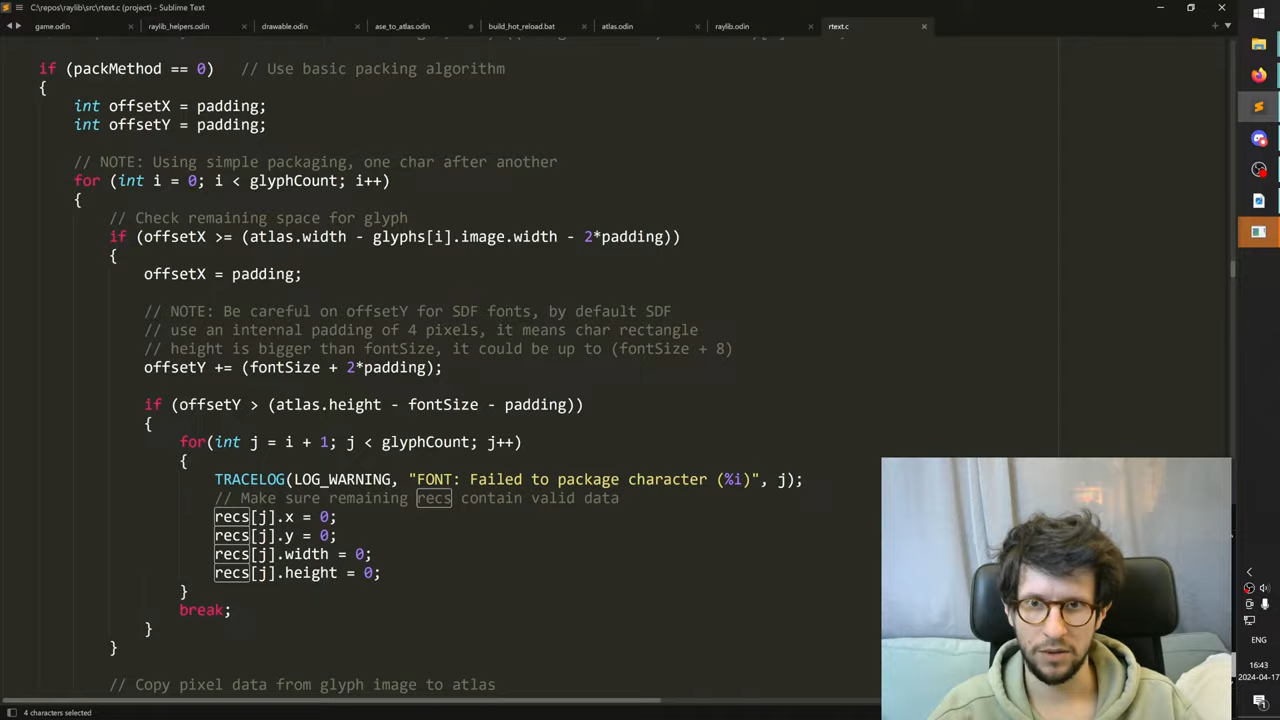 C:\repos\raylib\src\rtext.c (project) - Sublime Text
game.odin
raylib_helpers.odin
drawable.odin
ase_to_atlas.odin
build_hot_reload.bat
atlas.odin
raylib.odin
rtext.c
if (packMethod == 0)   // Use basic packing algorithm
{
int offsetX = padding;
int offsetY = padding;
// NOTE: Using simple packaging, one char after another
for (int i = 0; i < glyphCount; i++)
{
// Check remaining space for glyph
if (offsetX >= (atlas.width - glyphs[i].image.width - 2*padding))
{
offsetX = padding;
// NOTE: Be careful on offsetY for SDF fonts, by default SDF
// use an internal padding of 4 pixels, it means char rectangle
// height is bigger than fontSize, it could be up to (fontSize + 8)
offsetY += (fontSize + 2*padding);
if (offsetY > (atlas.height - fontSize - padding))
{
for(int j = i + 1; j < glyphCount; j++)
{
TRACELOG(LOG_WARNING, "FONT: Failed to package character (%i)", j);
// Make sure remaining recs contain valid data
recs[j].x = 0;
recs[j].y = 0;
recs[j].width = 0;
recs[j].height = 0;
}
break;
}
}
// Copy pixel data from glyph image to atlas
4 characters selected
ENG
16:43
2024-04-17